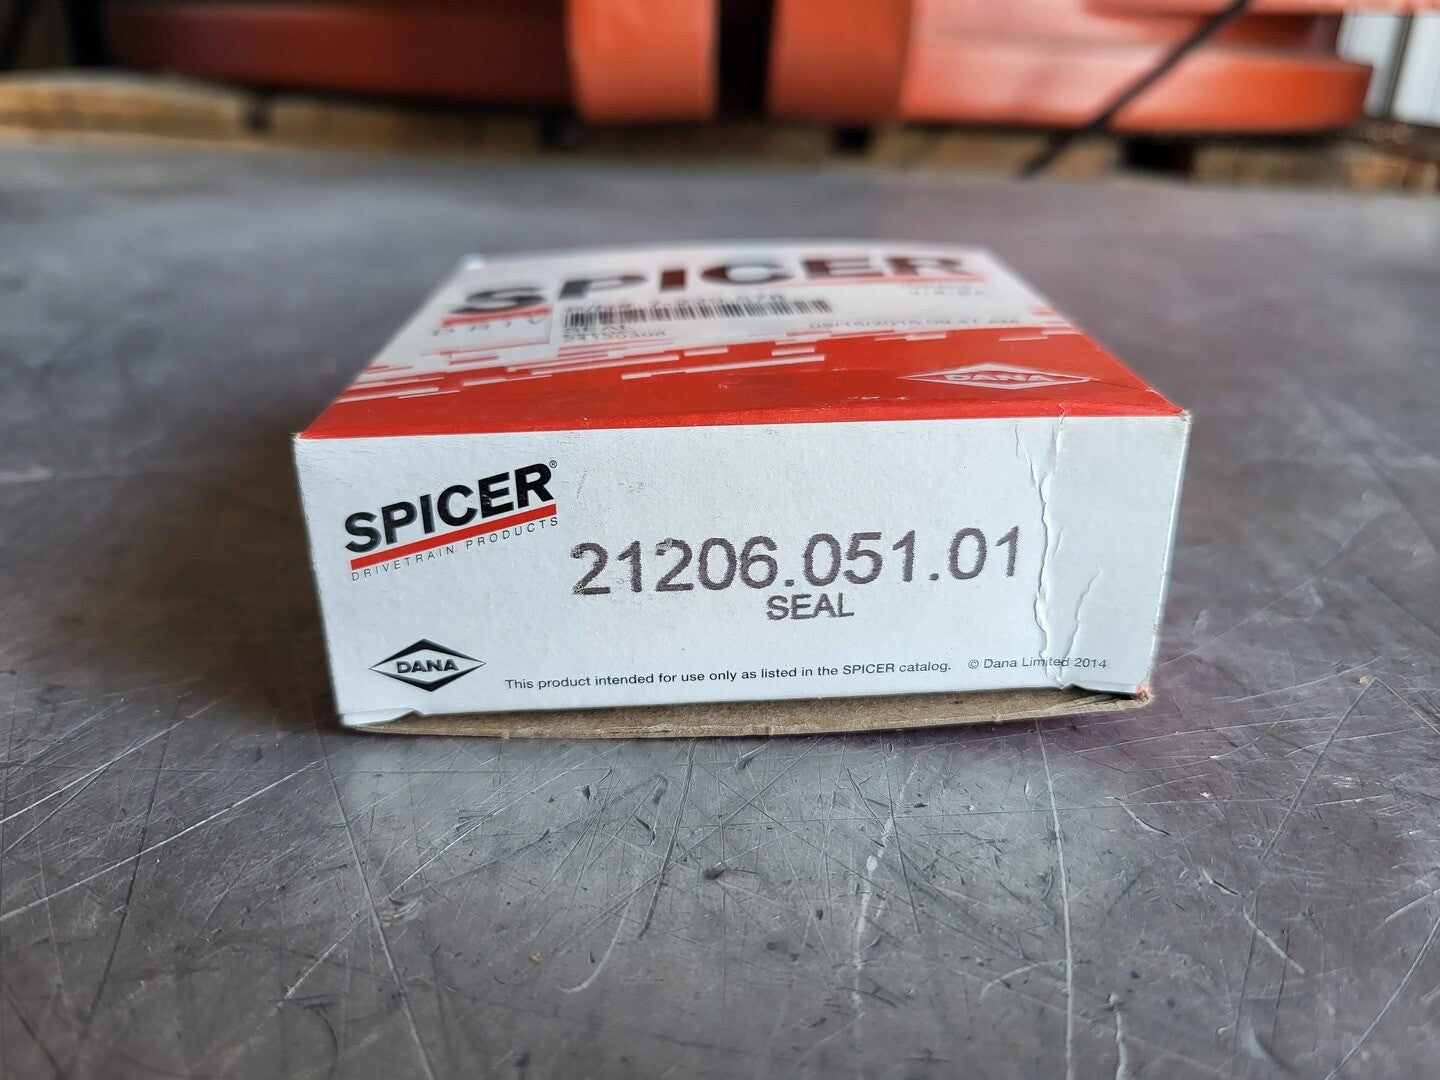 SPICER
SEAL
DANA
SPICER®
DRIVETRAIN PRODUCTS
21206.051.01
SEAL
DANA
This product intended for use only as listed in the SPICER catalog. © Dana Limited 2014